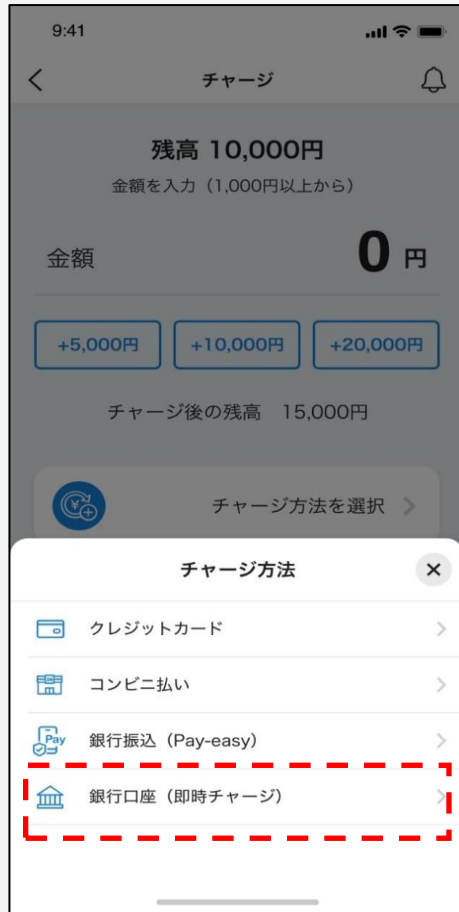 9:41
チャージ
残高 10,000円
金額を入力（1,000円以上から）
金額 0 円
+5,000円 +10,000円 +20,000円
チャージ後の残高 15,000円
チャージ方法を選択
チャージ方法
クレジットカード
コンビニ払い
Pay 銀行振込（Pay-easy）
銀行口座（即時チャージ）